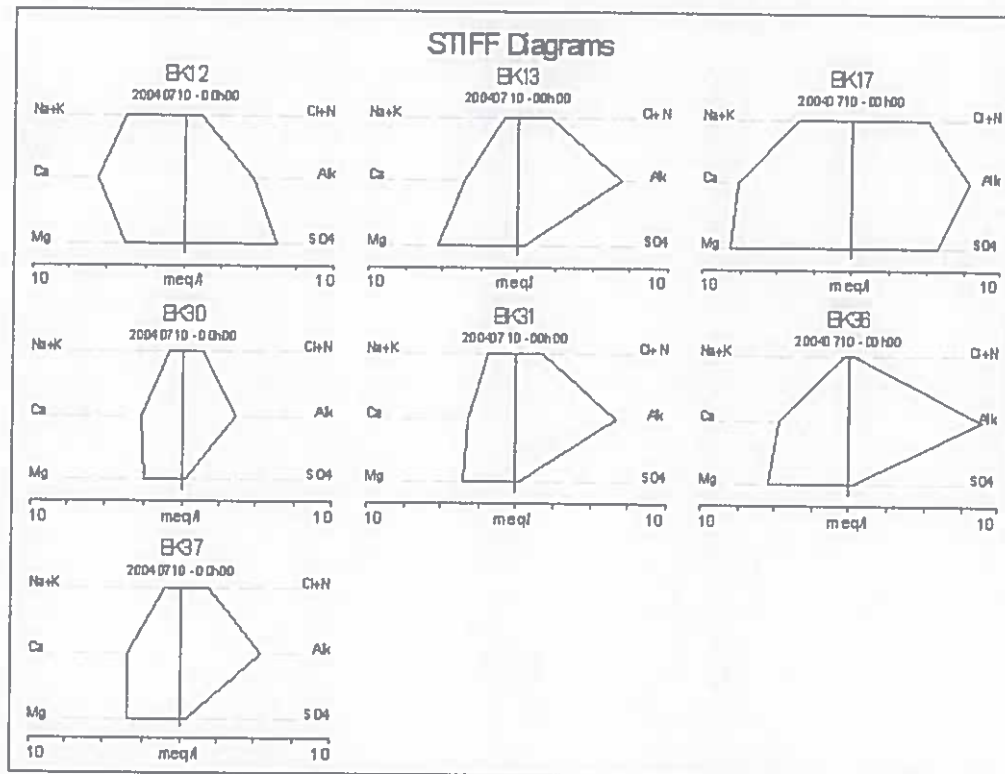 STIFF Diagrams
BK12
20040710 - 00h00
Na+K Cl+N
Ca Alk
Mg SO4
10 meq/l 10
BK13
20040710 - 00h00
Na+K Cl+N
Ca Alk
Mg SO4
10 meq/l 10
BK17
20040710 - 00h00
Na+K Cl+N
Ca Alk
Mg SO4
10 meq/l 10
BK30
20040710 - 00h00
Na+K Cl+N
Ca Alk
Mg SO4
10 meq/l 10
BK31
20040710 - 00h00
Na+K Cl+N
Ca Alk
Mg SO4
10 meq/l 10
BK36
20040710 - 00h00
Na+K Cl+N
Ca Alk
Mg SO4
10 meq/l 10
BK37
20040710 - 00h00
Na+K Cl+N
Ca Alk
Mg SO4
10 meq/l 10